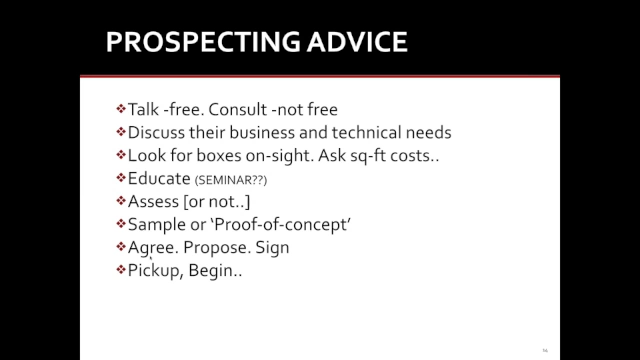 PROSPECTING ADVICE
Talk -free. Consult -not free
Discuss their business and technical needs
Look for boxes on-sight. Ask sq-ft costs..
Educate (SEMINAR??)
Assess [or not..]
Sample or ‘Proof-of-concept’
Agree. Propose. Sign
Pickup, Begin..